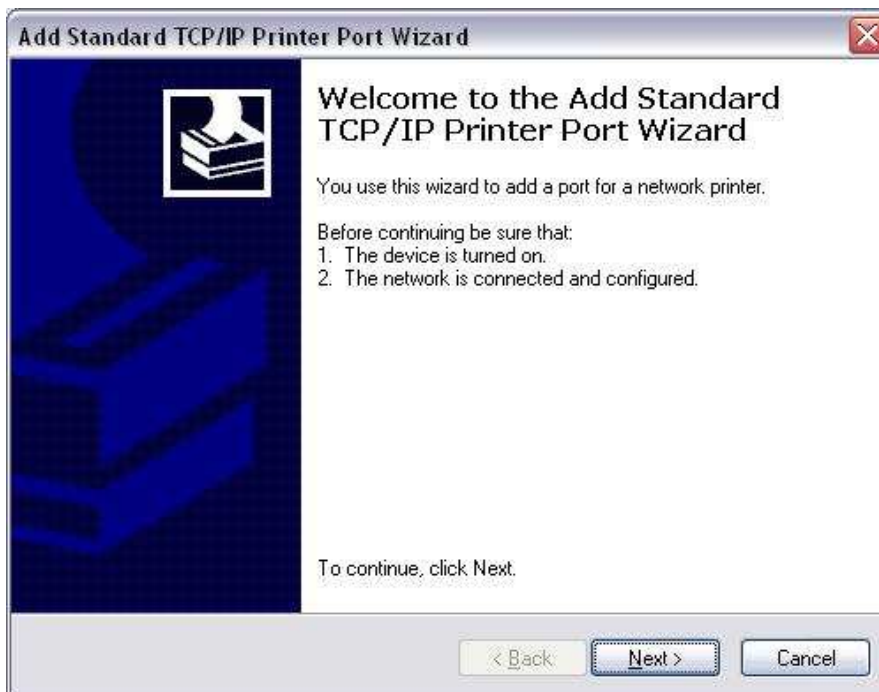 Add Standard TCP/IP Printer Port Wizard
Welcome to the Add Standard
TCP/IP Printer Port Wizard
You use this wizard to add a port for a network printer.
Before continuing be sure that:
1. The device is turned on.
2. The network is connected and configured.
To continue, click Next.
< Back
Next >
Cancel